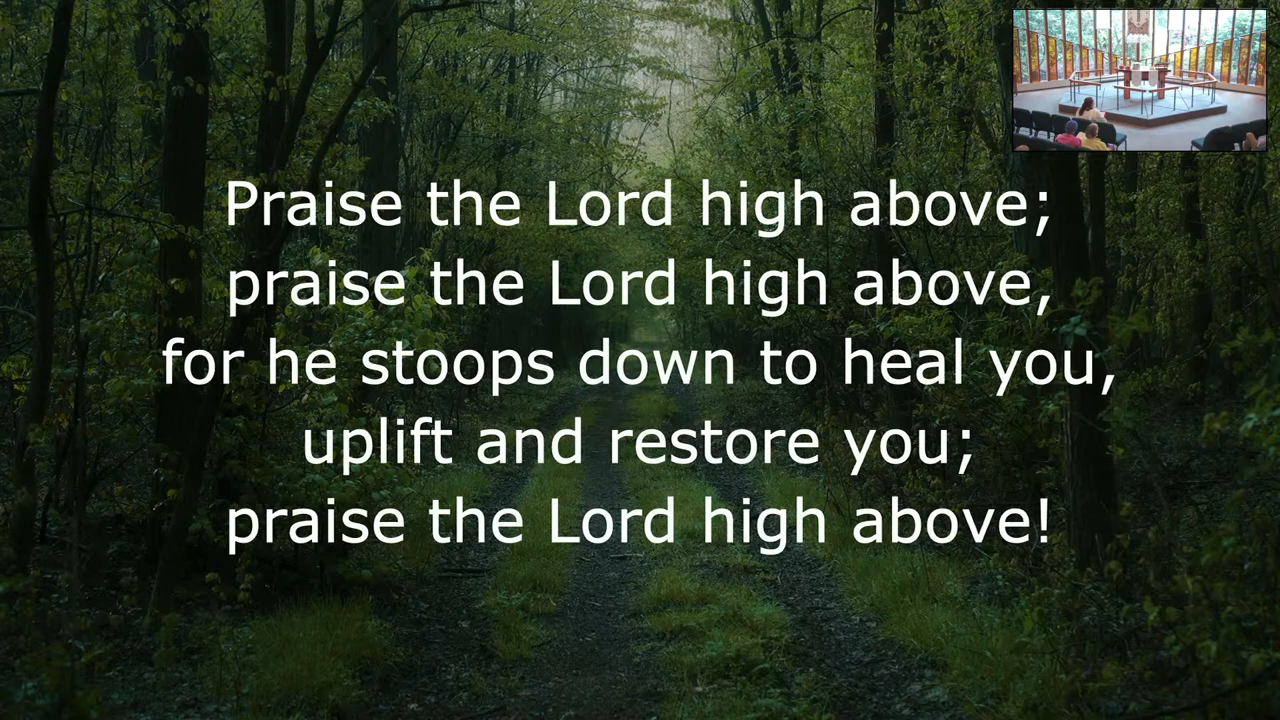 Praise the Lord high above;
praise the Lord high above,
for he stoops down to heal you,
uplift and restore you;
praise the Lord high above!